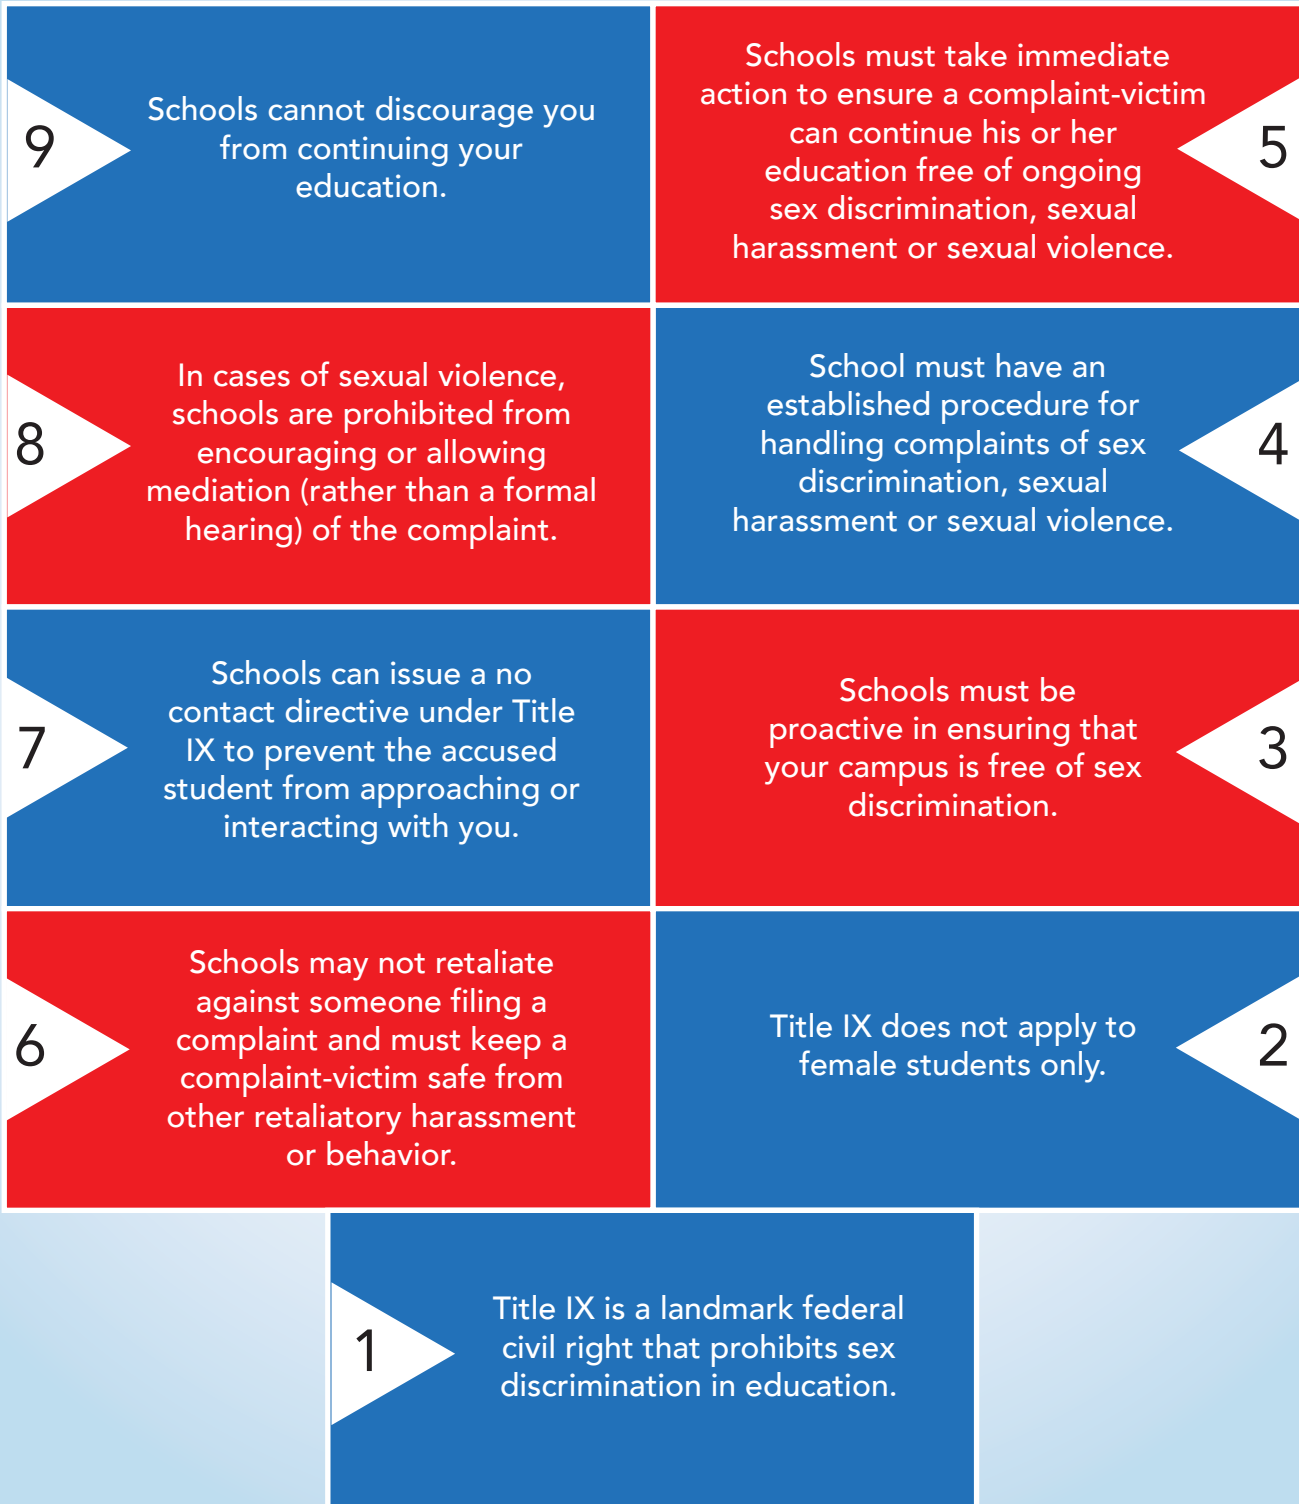 9
Schools cannot discourage you
from continuing your
education.
Schools must take immediate
action to ensure a complaint-victim
can continue his or her
education free of ongoing
sex discrimination, sexual
harassment or sexual violence.
5
8
In cases of sexual violence,
schools are prohibited from
encouraging or allowing
mediation (rather than a formal
hearing) of the complaint.
School must have an
established procedure for
handling complaints of sex
discrimination, sexual
harassment or sexual violence.
4
7
Schools can issue a no
contact directive under Title
IX to prevent the accused
student from approaching or
interacting with you.
Schools must be
proactive in ensuring that
your campus is free of sex
discrimination.
3
6
Schools may not retaliate
against someone filing a
complaint and must keep a
complaint-victim safe from
other retaliatory harassment
or behavior.
Title IX does not apply to
female students only.
2
1
Title IX is a landmark federal
civil right that prohibits sex
discrimination in education.